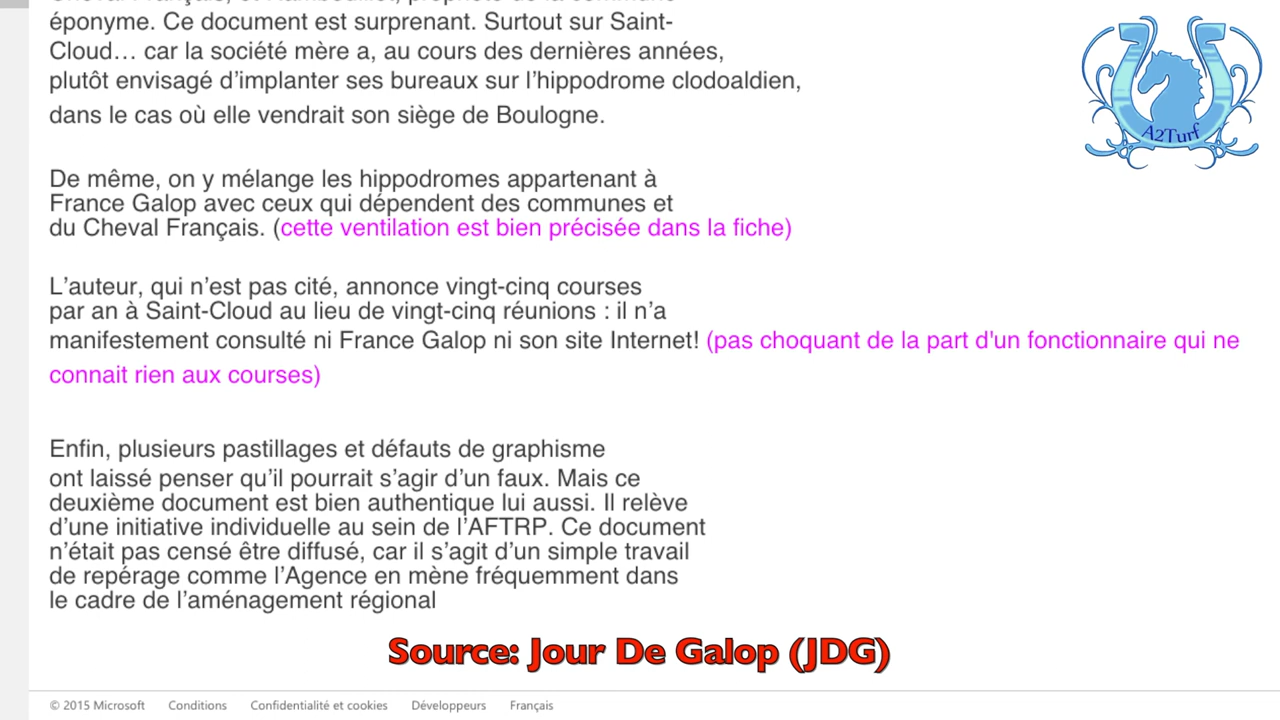 éponyme. Ce document est surprenant. Surtout sur Saint-
Cloud… car la société mère a, au cours des dernières années,
plutôt envisagé d’implanter ses bureaux sur l’hippodrome clodoaldien,
dans le cas où elle vendrait son siège de Boulogne.
De même, on y mélange les hippodromes appartenant à
France Galop avec ceux qui dépendent des communes et
du Cheval Français. (cette ventilation est bien précisée dans la fiche)
L’auteur, qui n’est pas cité, annonce vingt-cinq courses
par an à Saint-Cloud au lieu de vingt-cinq réunions : il n’a
manifestement consulté ni France Galop ni son site Internet! (pas choquant de la part d'un fonctionnaire qui ne
connait rien aux courses)
Enfin, plusieurs pastillages et défauts de graphisme
ont laissé penser qu’il pourrait s’agir d’un faux. Mais ce
deuxième document est bien authentique lui aussi. Il relève
d’une initiative individuelle au sein de l’AFTRP. Ce document
n’était pas censé être diffusé, car il s’agit d’un simple travail
de repérage comme l’Agence en mène fréquemment dans
le cadre de l’aménagement régional
Source: Jour De Galop (JDG)
© 2015 Microsoft Conditions Confidentialité et cookies Développeurs Français
A2Turf